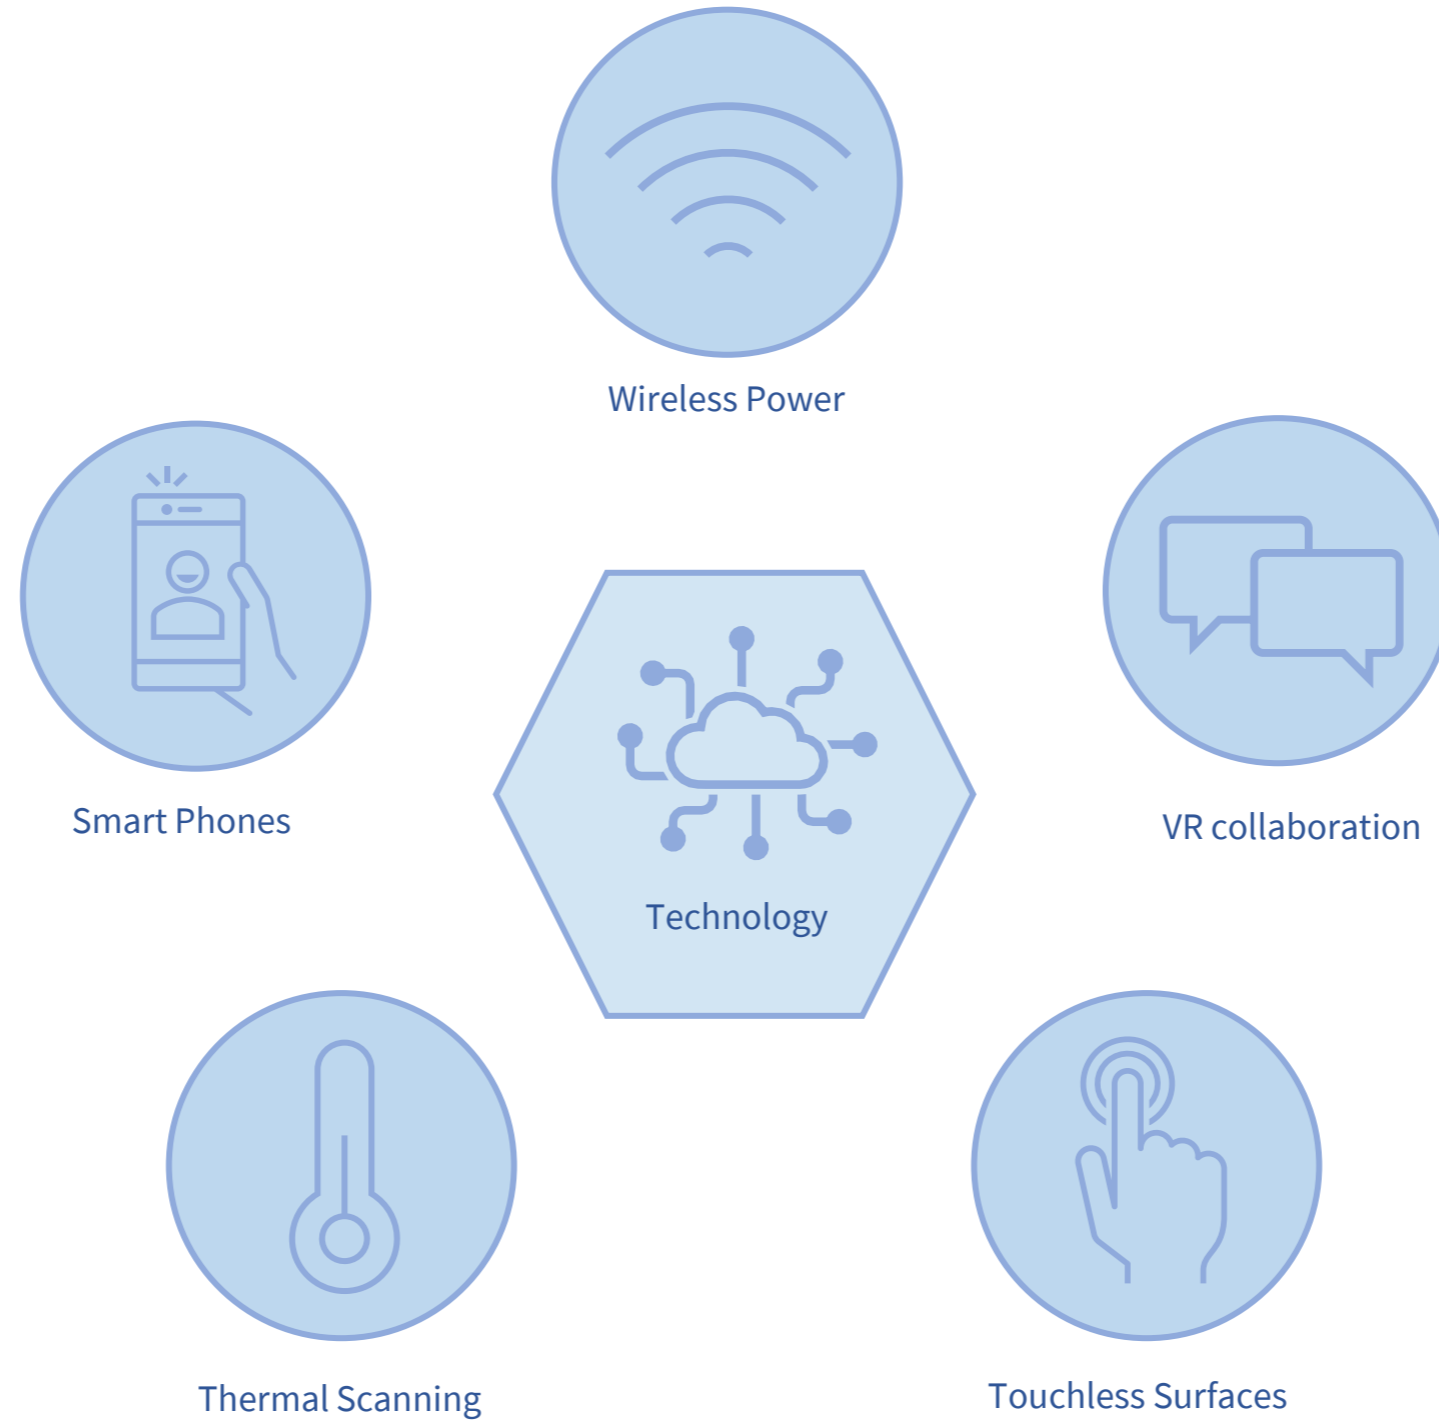 Wireless Power
Smart Phones
VR collaboration
Technology
Thermal Scanning
Touchless Surfaces